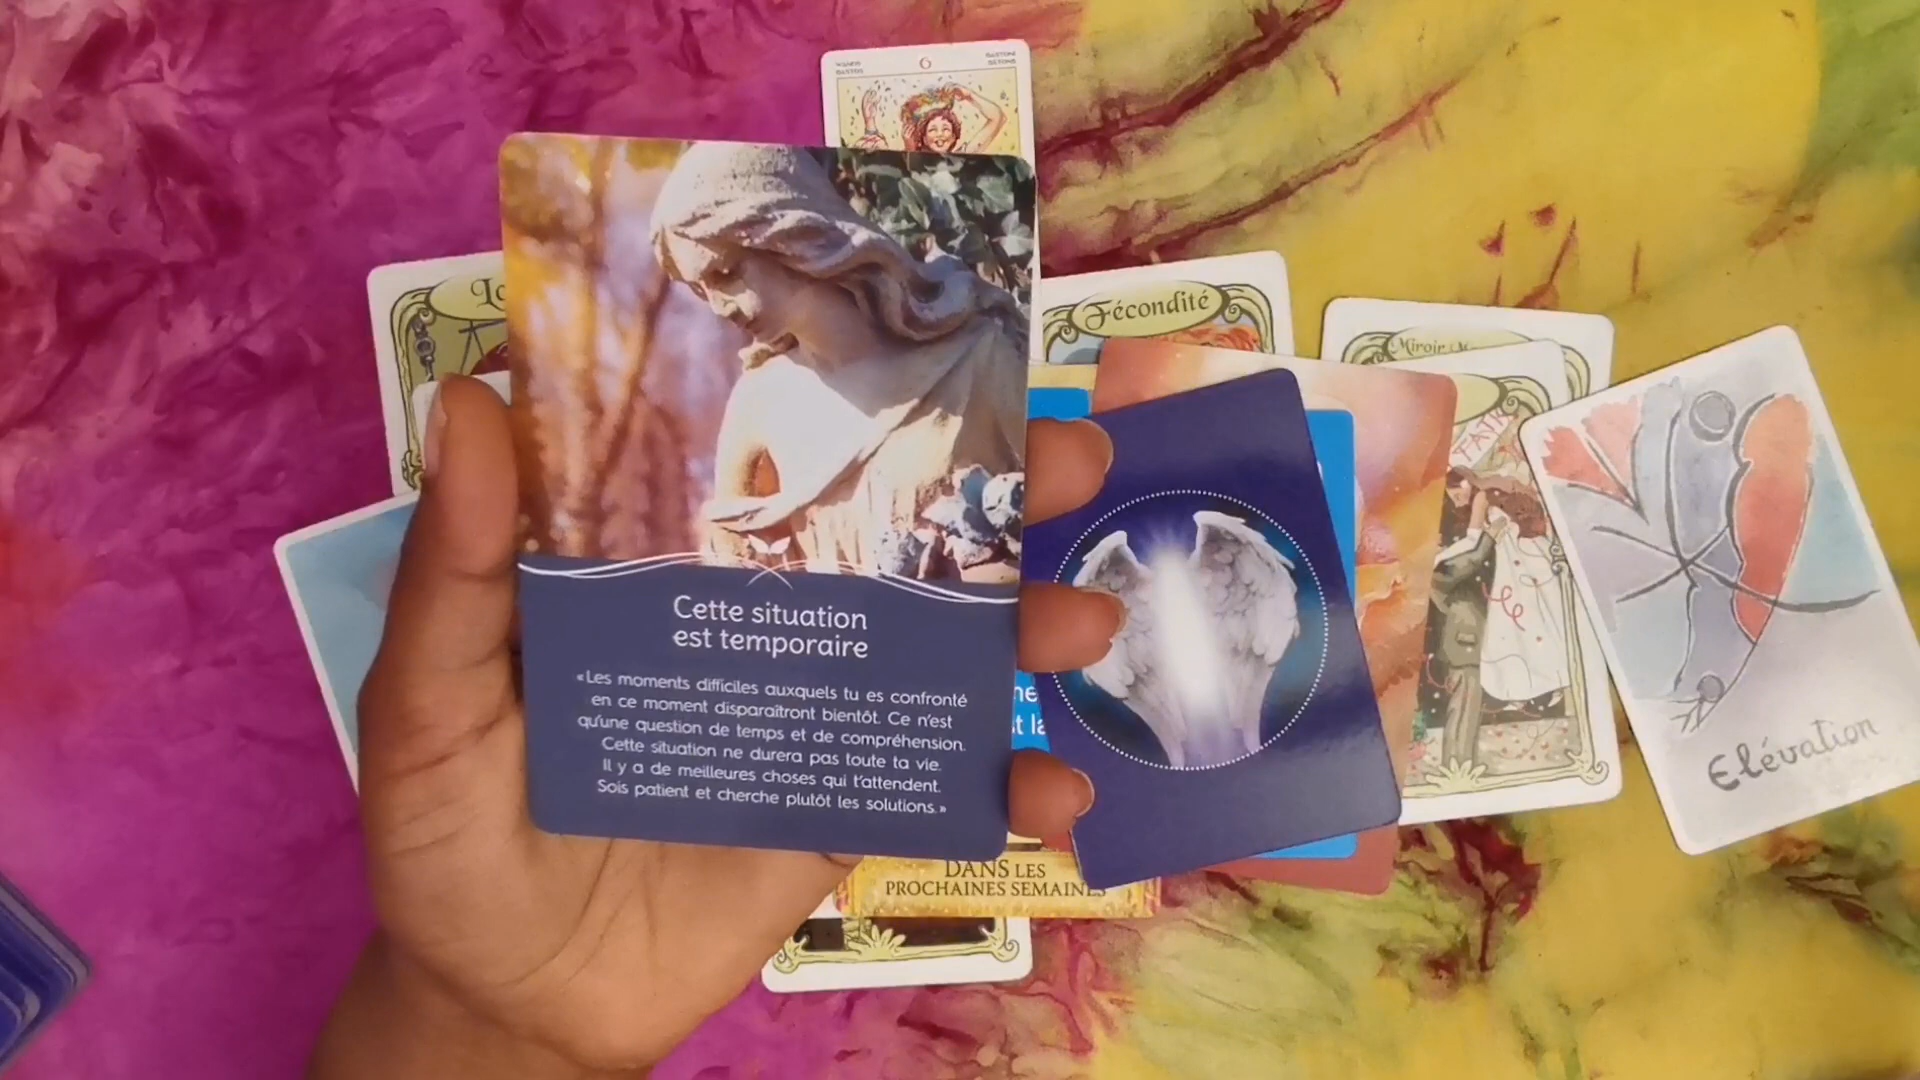 6
Fécondité
Miroir
Cette situation
est temporaire
«Les moments difficiles auxquels tu es confronté
en ce moment disparaîtront bientôt. Ce n'est
qu'une question de temps et de compréhension.
Cette situation ne durera pas toute ta vie.
Il y a de meilleures choses qui t'attendent.
Sois patient et cherche plutôt les solutions.»
Elévation
DANS LES
PROCHAINES SEMAINES